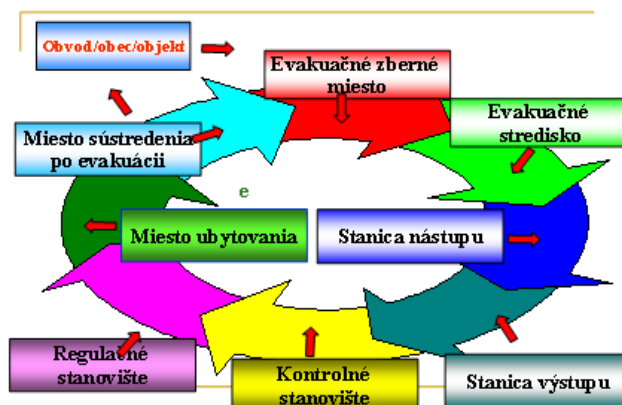 Obvod/obec/objekt
Evakuačné zberné
miesto
Evakuačné
stredisko
Miesto sústredenia
po evakuácii
e
Miesto ubytovania
Stanica nástupu
Regulačné
stanovište
Kontrolné
stanovište
Stanica výstupu